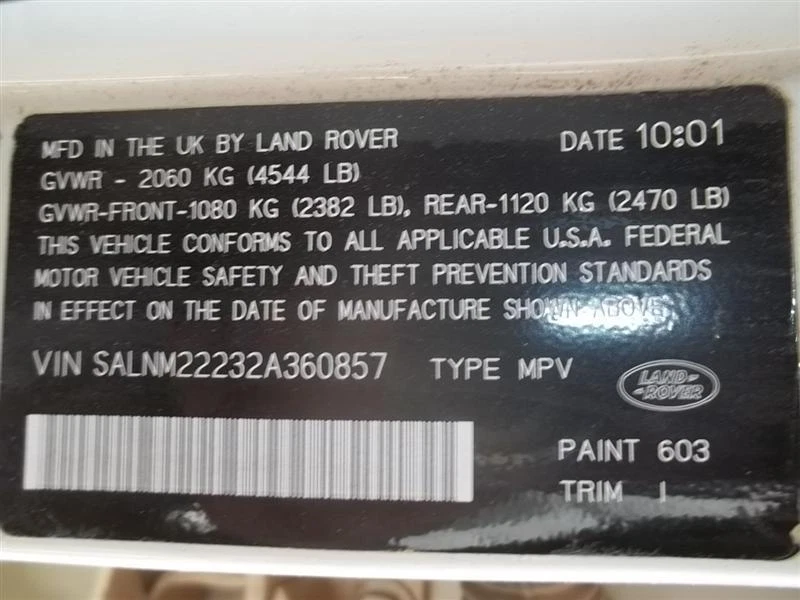 MFD IN THE UK BY LAND ROVER DATE 10:01
GVWR - 2060 KG (4544 LB)
GVWR-FRONT-1080 KG (2382 LB), REAR-1120 KG (2470 LB)
THIS VEHICLE CONFORMS TO ALL APPLICABLE U.S.A. FEDERAL
MOTOR VEHICLE SAFETY AND THEFT PREVENTION STANDARDS
IN EFFECT ON THE DATE OF MANUFACTURE SHOWN ABOVE
VIN SALNM22232A360857 TYPE MPV
LAND-
-ROVER
PAINT 603
TRIM I